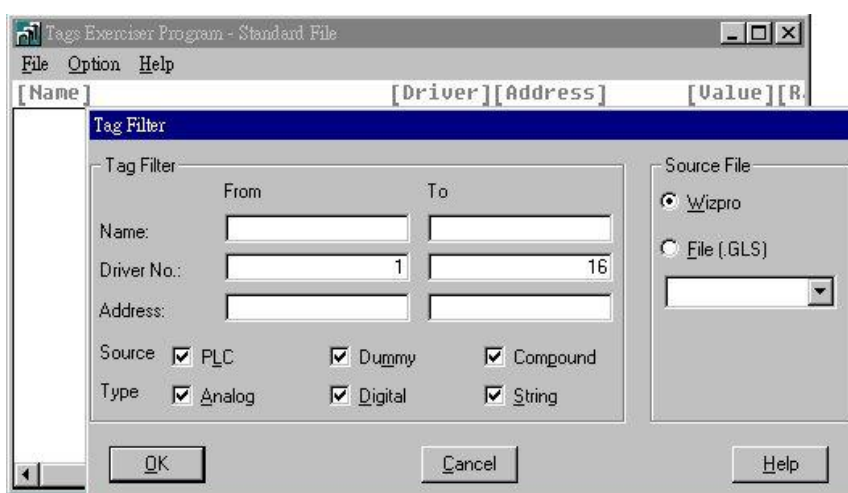 Tags Exerciser Program - Standard File
File Option Help
[Name] [Driver][Address] [Value][R
Tag Filter
Tag Filter
From To
Name:
Driver No.: 1 16
Address:
Source PLC Dummy Compound
Type Analog Digital String
Source File
Wizpro
File (.GLS)
OK Cancel Help